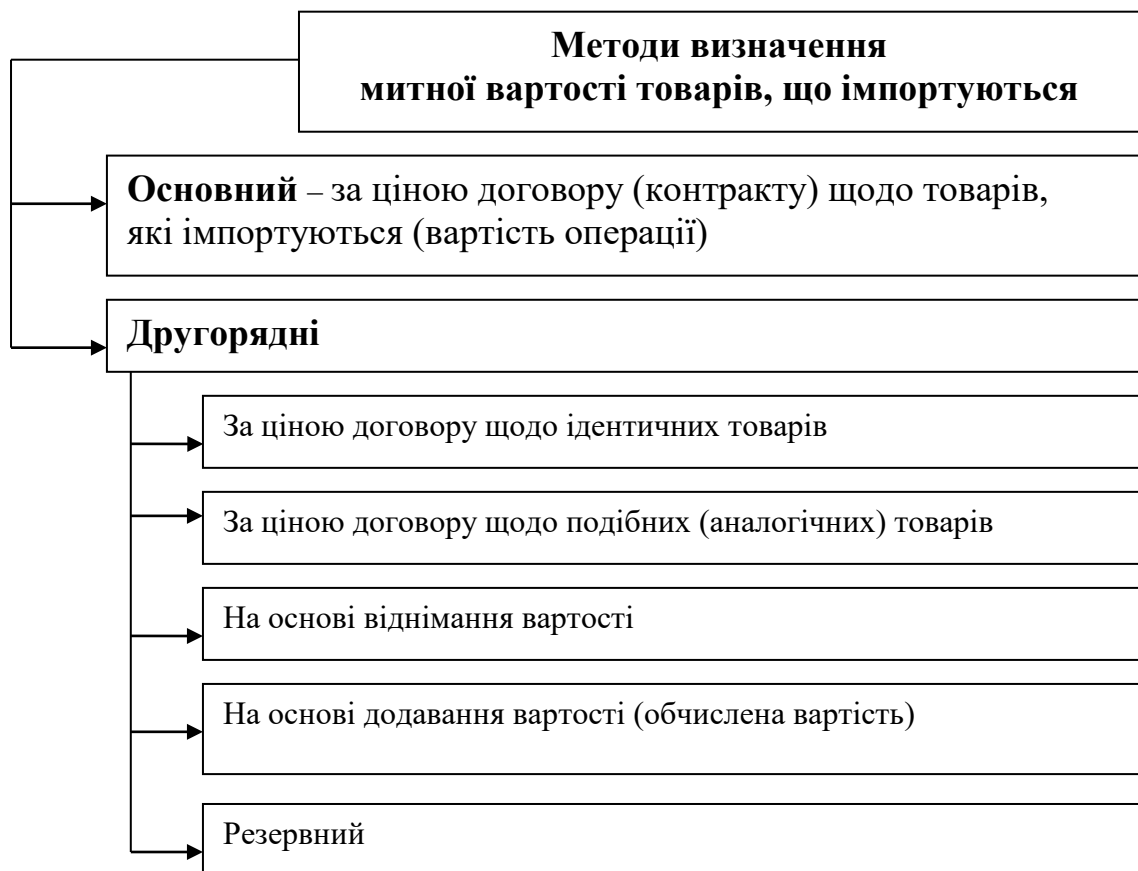 Методи визначення
митної вартості товарів, що імпортуються
Основний – за ціною договору (контракту) щодо товарів,
які імпортуються (вартість операції)
Другорядні
За ціною договору щодо ідентичних товарів
За ціною договору щодо подібних (аналогічних) товарів
На основі віднімання вартості
На основі додавання вартості (обчислена вартість)
Резервний